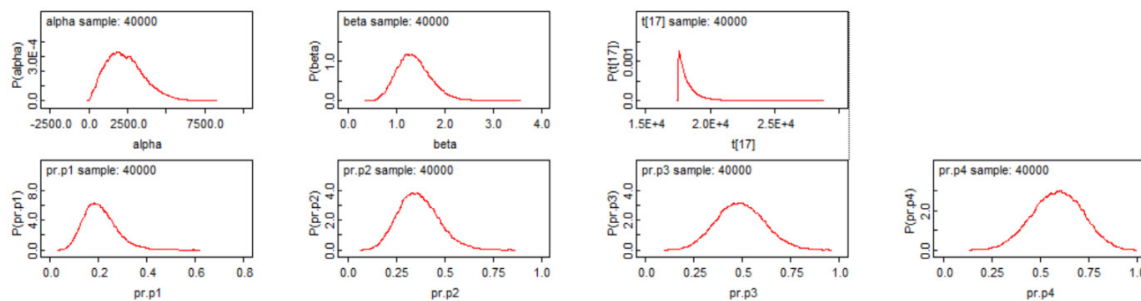 alpha sample: 40000
P(alpha)
3.0E-4
0.0
-2500.0 0.0 2500.0 7500.0
alpha
beta sample: 40000
P(beta)
1.0
0.0
0.0 1.0 2.0 3.0 4.0
beta
t[17] sample: 40000
P(t[17])
0.001
0.0
1.5E+4 2.0E+4 2.5E+4
t[17]
pr.p1 sample: 40000
P(pr.p1)
8.0
4.0
0.0
0.0 0.2 0.4 0.6 0.8
pr.p1
pr.p2 sample: 40000
P(pr.p2)
4.0
2.0
0.0
0.0 0.25 0.5 0.75 1.0
pr.p2
pr.p3 sample: 40000
P(pr.p3)
4.0
2.0
0.0
0.0 0.25 0.5 0.75 1.0
pr.p3
pr.p4 sample: 40000
P(pr.p4)
2.0
0.0
0.0 0.25 0.5 0.75 1.0
pr.p4